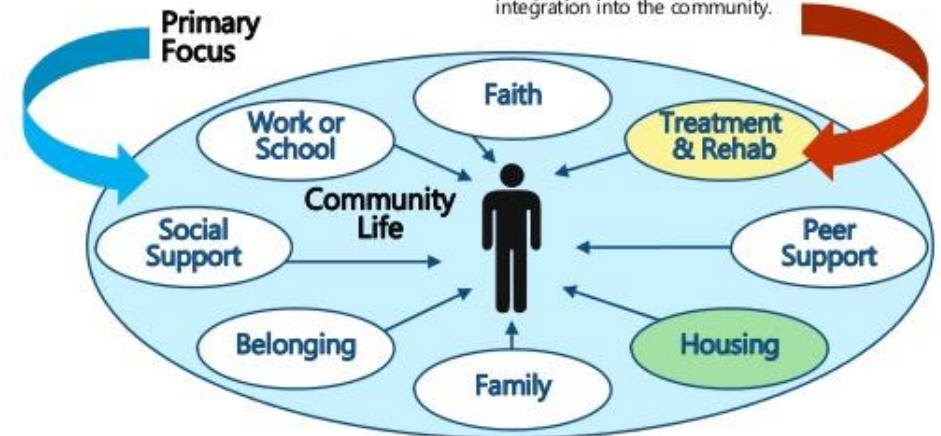 integration into the community.
Primary
Focus
Faith
Work or
School
Treatment
& Rehab
Community
Life
Social
Support
Peer
Support
Belonging
Housing
Family